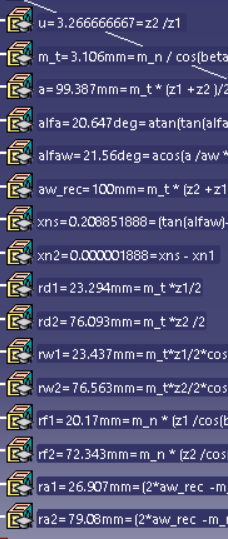 u=3.266666667=z2 /z1
m_t=3.106mm=m_n / cos(beta
a=99.387mm=m_t * (z1 +z2 )/2
alfa=20.647deg=atan(tan(alfa
alfaw=21.56deg=acos(a /aw *
aw_rec=100mm=m_t * (z2 +z1
xns=0.208851888=(tan(alfaw)-
xn2=0.000001888=xns - xn1
rd1=23.294mm=m_t *z1/2
rd2=76.093mm=m_t *z2 /2
rw1=23.437mm=m_t*z1/2*cos
rw2=76.563mm=m_t*z2/2*cos
rf1=20.17mm=m_n * (z1 /cos(b
rf2=72.343mm=m_n * (z2 /cos(
ra1=26.907mm=(2*aw_rec -m_
ra2=79.08mm=(2*aw_rec -m_